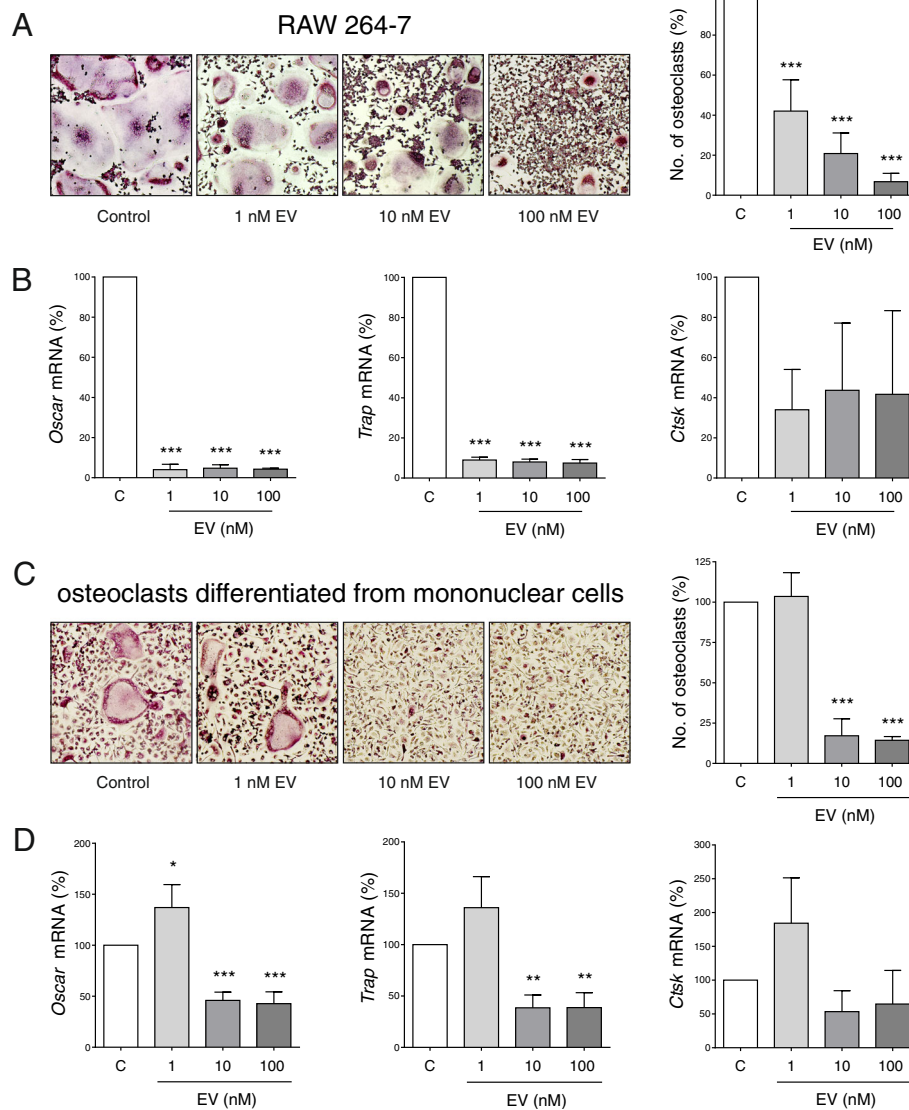 A
RAW 264-7
Control
1 nM EV
10 nM EV
100 nM EV
No. of osteoclasts (%)
80
60
40
20
0
***
***
***
C
1
10
100
EV (nM)
B
Oscar mRNA (%)
100
80
60
40
20
0
***
***
***
C
1
10
100
EV (nM)
Trap mRNA (%)
100
80
60
40
20
0
***
***
***
C
1
10
100
EV (nM)
Ctsk mRNA (%)
100
80
60
40
20
0
C
1
10
100
EV (nM)
C
osteoclasts differentiated from mononuclear cells
Control
1 nM EV
10 nM EV
100 nM EV
No. of osteoclasts (%)
125
100
75
50
25
0
***
***
C
1
10
100
EV (nM)
D
Oscar mRNA (%)
200
150
100
50
0
*
***
***
C
1
10
100
EV (nM)
Trap mRNA (%)
200
150
100
50
0
**
**
C
1
10
100
EV (nM)
Ctsk mRNA (%)
300
250
200
150
100
50
0
C
1
10
100
EV (nM)